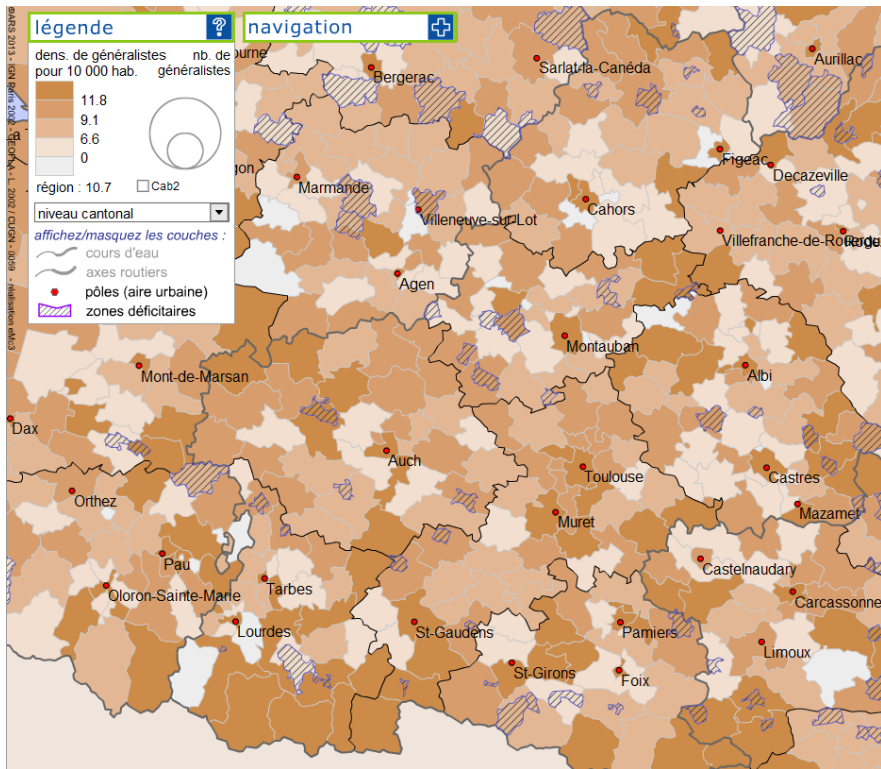 légende ?
navigation
dens. de généralistes
pour 10 000 hab.
nb. de
généralistes
11.8
9.1
6.6
0
région : 10.7
Cab2
niveau cantonal
affichez/masquez les couches :
cours d'eau
axes routiers
pôles (aire urbaine)
zones déficitaires
Bergerac
Sarlat-la-Canéda
Aurillac
Figeac
Decazeville
Marmande
Cahors
Villeneuve-sur-Lot
Villefranche-de-Rouergue
Agen
Montauban
Mont-de-Marsan
Albi
Dax
Auch
Toulouse
Castres
Orthez
Muret
Mazamet
Pau
Castelnaudary
Tarbes
Oloron-Sainte-Marie
Carcassonne
Lourdes
St-Gaudens
Pamiers
Limoux
St-Girons
Foix